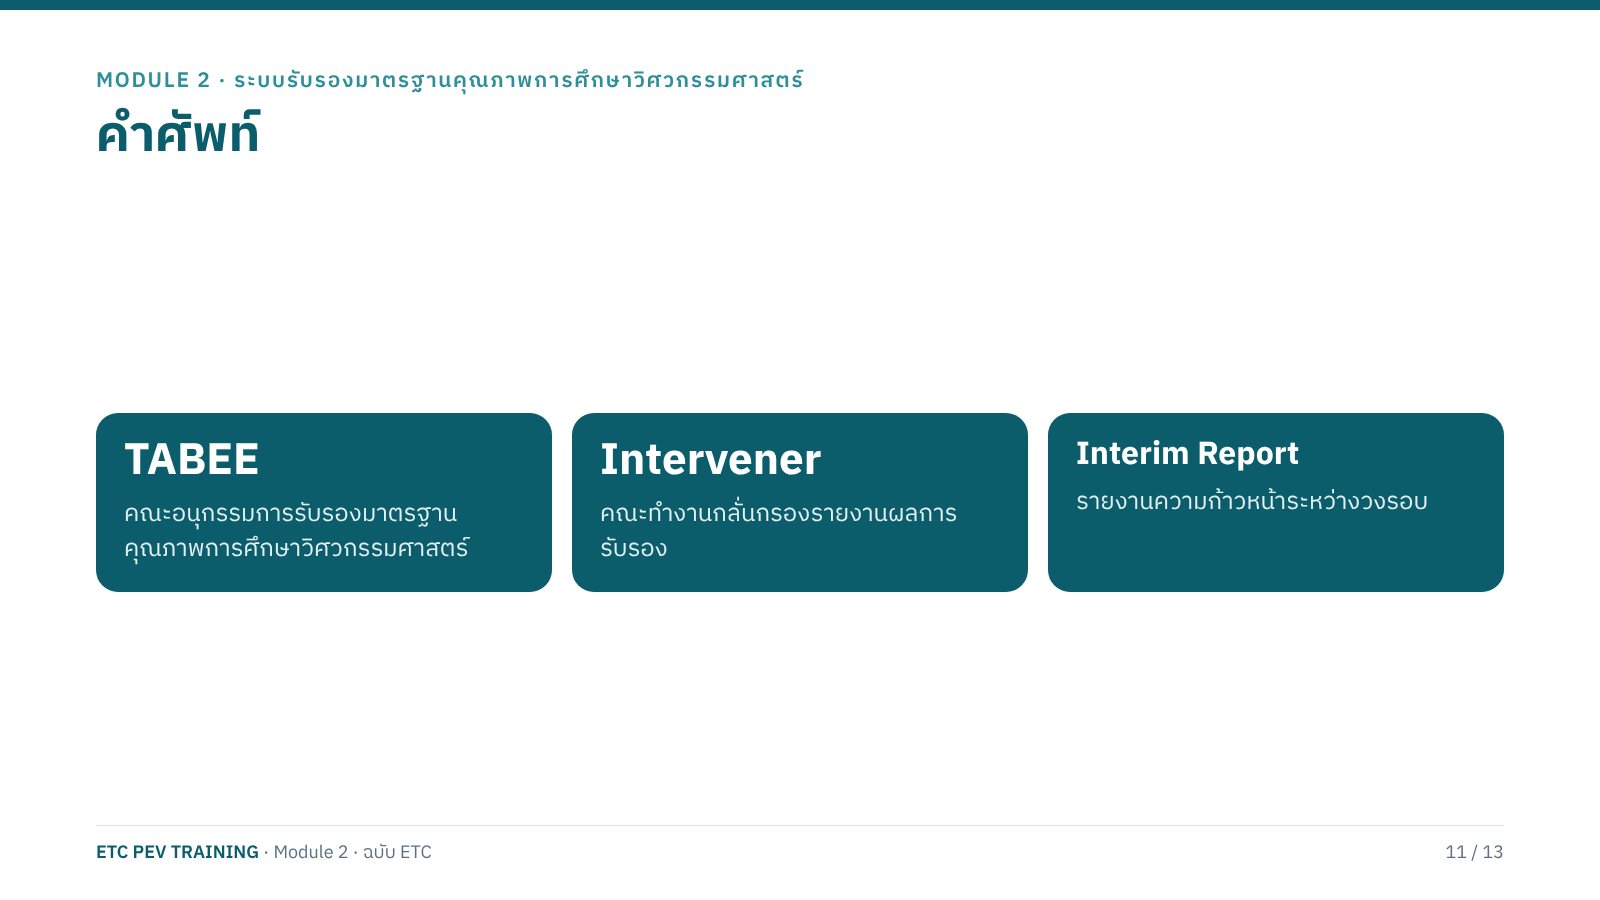 MODULE 2 · ระบบรับรองมาตรฐานคุณภาพการศึกษาวิศวกรรมศาสตร์
คำศัพท์
TABEE
คณะอนุกรรมการรับรองมาตรฐาน
คุณภาพการศึกษาวิศวกรรมศาสตร์
Intervener
คณะทำงานกลั่นกรองรายงานผลการ
รับรอง
Interim Report
รายงานความก้าวหน้าระหว่างวงรอบ
ETC PEV TRAINING · Module 2 · ฉบับ ETC
11 / 13